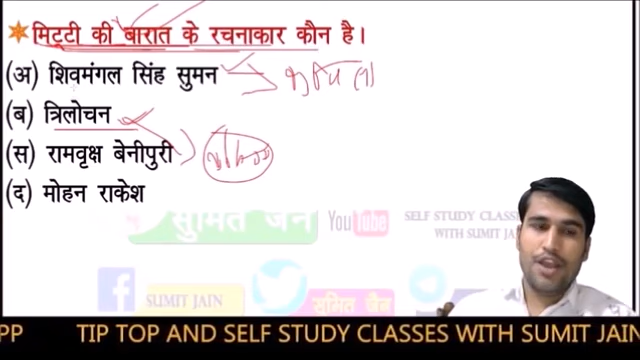 मिट्टी की बारात के रचनाकार कौन है।
(अ) शिवमंगल सिंह सुमन
(ब) त्रिलोचन
(स) रामवृक्ष बेनीपुरी
(द) मोहन राकेश
सुमित जैन
YouTube
SELF STUDY CLASSES
WITH SUMIT JAIN
SUMIT JAIN
सुमित जैन
PP TIP TOP AND SELF STUDY CLASSES WITH SUMIT JAIN